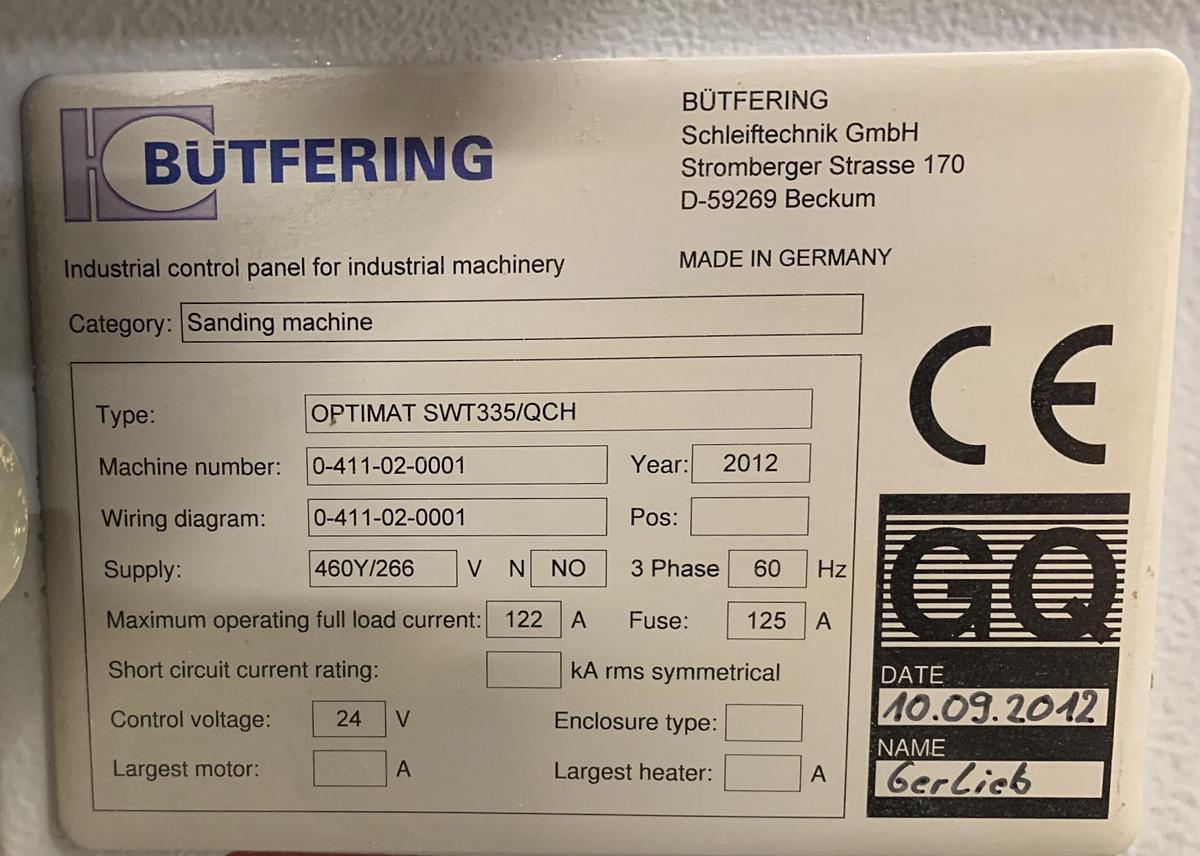 BÜTFERING
BÜTFERING
Schleiftechnik GmbH
Stromberger Strasse 170
D-59269 Beckum
Industrial control panel for industrial machinery
MADE IN GERMANY
Category: Sanding machine
CE
Type: OPTIMAT SWT335/QCH
Machine number: 0-411-02-0001 Year: 2012
Wiring diagram: 0-411-02-0001 Pos:
Supply: 460Y/266 V N NO 3 Phase 60 Hz
Maximum operating full load current: 122 A Fuse: 125 A
Short circuit current rating: kA rms symmetrical
Control voltage: 24 V Enclosure type:
Largest motor: A Largest heater: A
GQ
DATE
10.09.2012
NAME
Gerlieb